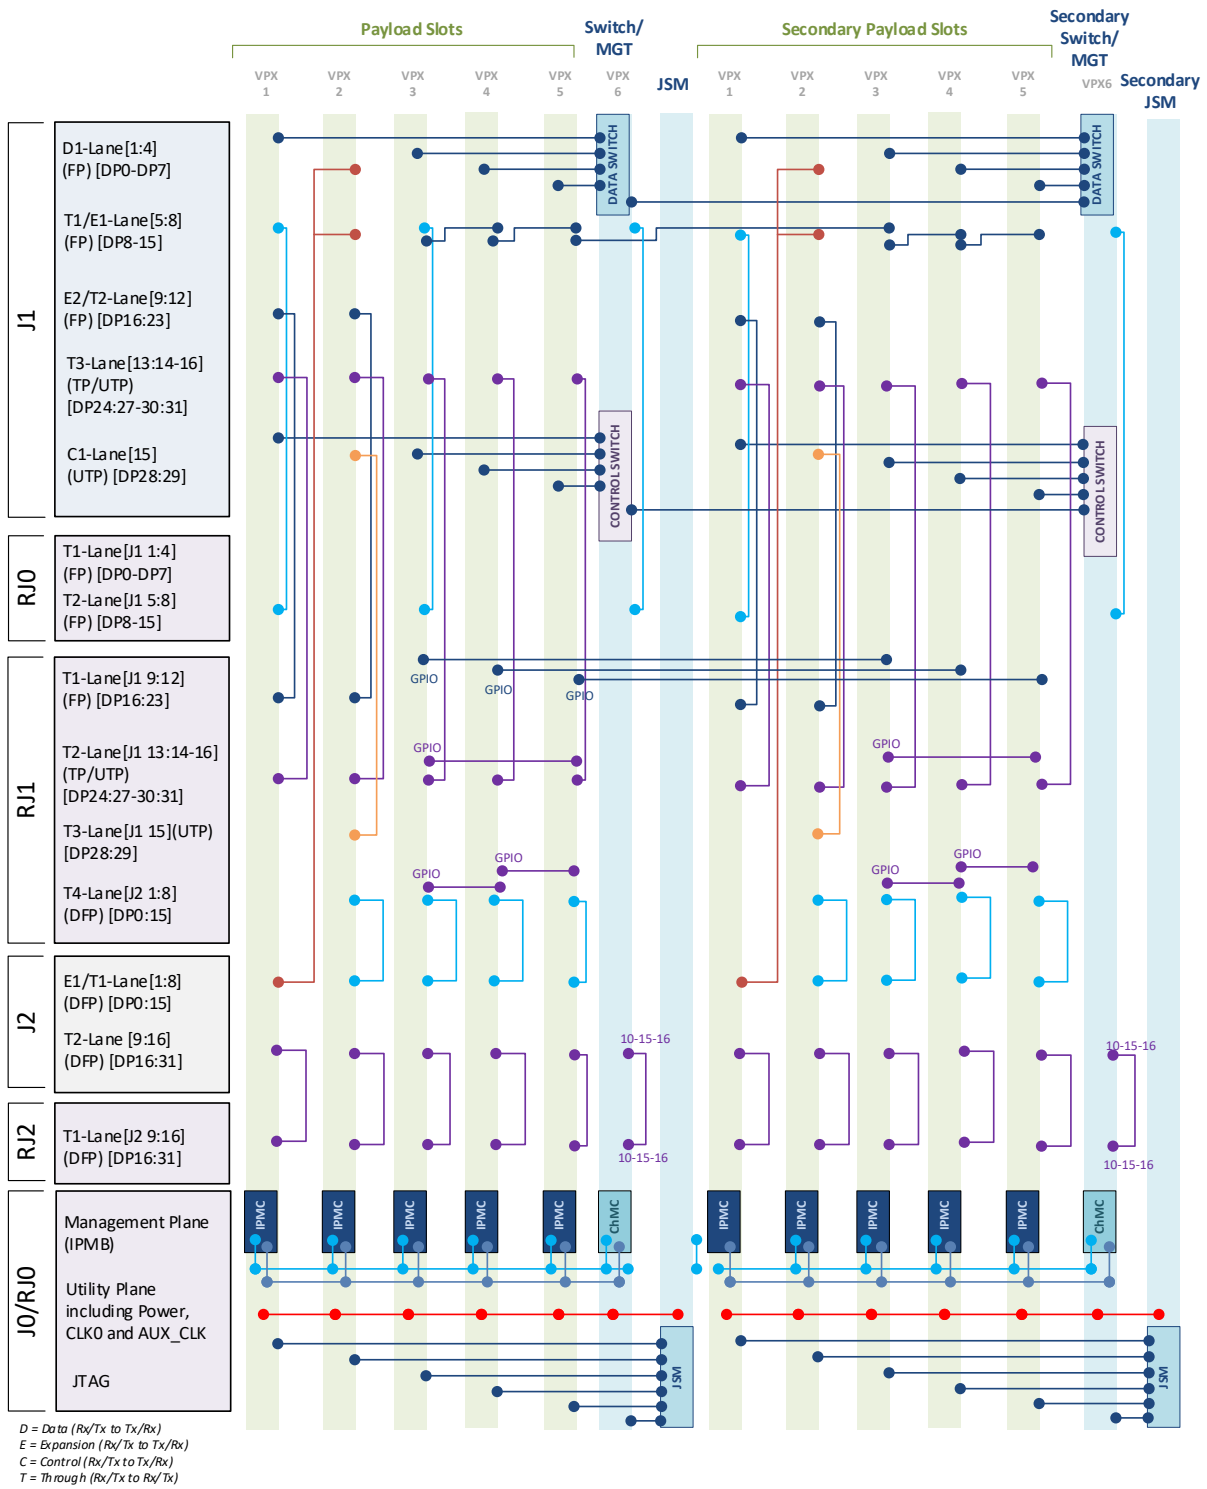 Payload Slots
Switch/
MGT
JSM
Secondary Payload Slots
Secondary
Switch/
MGT
Secondary
JSM
VPX
1
VPX
2
VPX
3
VPX
4
VPX
5
VPX
6
VPX
1
VPX
2
VPX
3
VPX
4
VPX
5
VPX6
J1
D1-Lane[1:4]
(FP) [DP0-DP7]
T1/E1-Lane[5:8]
(FP) [DP8-15]
E2/T2-Lane[9:12]
(FP) [DP16:23]
T3-Lane[13:14-16]
(TP/UTP)
[DP24:27-30:31]
C1-Lane[15]
(UTP) [DP28:29]
DATA SWITCH
DATA SWITCH
CONTROL SWITCH
CONTROL SWITCH
RJ0
T1-Lane[J1 1:4]
(FP) [DP0-DP7]
T2-Lane[J1 5:8]
(FP) [DP8-15]
RJ1
T1-Lane[J1 9:12]
(FP) [DP16:23]
T2-Lane[J1 13:14-16]
(TP/UTP)
[DP24:27-30:31]
T3-Lane[J1 15](UTP)
[DP28:29]
T4-Lane[J2 1:8]
(DFP) [DP0:15]
GPIO
GPIO
GPIO
GPIO
GPIO
GPIO
GPIO
GPIO
GPIO
J2
E1/T1-Lane[1:8]
(DFP) [DP0:15]
T2-Lane [9:16]
(DFP) [DP16:31]
10-15-16
10-15-16
RJ2
T1-Lane[J2 9:16]
(DFP) [DP16:31]
10-15-16
10-15-16
J0/RJ0
Management Plane
(IPMB)
Utility Plane
including Power,
CLK0 and AUX_CLK
JTAG
IPMC
IPMC
IPMC
IPMC
IPMC
ChMC
IPMC
IPMC
IPMC
IPMC
IPMC
ChMC
JSM
JSM
D = Data (Rx/Tx to Tx/Rx)
E = Expansion (Rx/Tx to Tx/Rx)
C = Control (Rx/Tx to Tx/Rx)
T = Through (Rx/Tx to Rx/Tx)